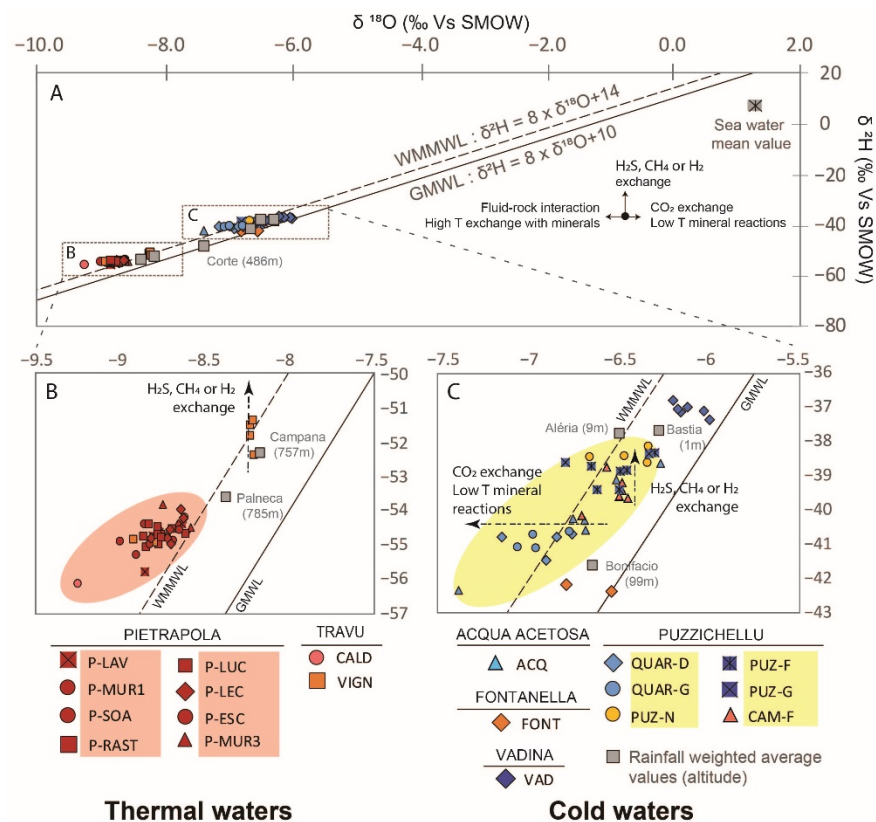 δ ¹⁸O (‰ Vs SMOW)
−10.0 −8.0 −6.0 −4.0 −2.0 0.0 2.0
A
20
0
−20
−40
−60
−80
δ ²H (‰ Vs SMOW)
WMMWL : δ²H = 8 x δ¹⁸O+14
GMWL : δ²H = 8 x δ¹⁸O+10
Sea water
mean value
H₂S, CH₄ or H₂
exchange
Fluid-rock interaction
High T exchange with minerals
CO₂ exchange
Low T mineral reactions
C
B
Corte (486m)
−9.5 −9 −8.5 −8 −7.5
B
H₂S, CH₄ or H₂
exchange
Campana
(757m)
Palneca
(785m)
WMMWL
GMWL
−50
−51
−52
−53
−54
−55
−56
−57
−7.5 −7 −6.5 −6 −5.5
C
Aléria (9m)
WMMWL
Bastia
(1m)
GMWL
CO₂ exchange
Low T mineral
reactions
H₂S, CH₄ or H₂
exchange
Bonifacio
(99m)
−36
−37
−38
−39
−40
−41
−42
−43
PIETRAPOLA
P-LAV
P-MUR1
P-SOA
P-RAST
P-LUC
P-LEC
P-ESC
P-MUR3
TRAVU
CALD
VIGN
ACQUA ACETOSA
ACQ
FONTANELLA
FONT
VADINA
VAD
PUZZICHELLU
QUAR-D
QUAR-G
PUZ-N
PUZ-F
PUZ-G
CAM-F
Rainfall weighted average
values (altitude)
Thermal waters
Cold waters